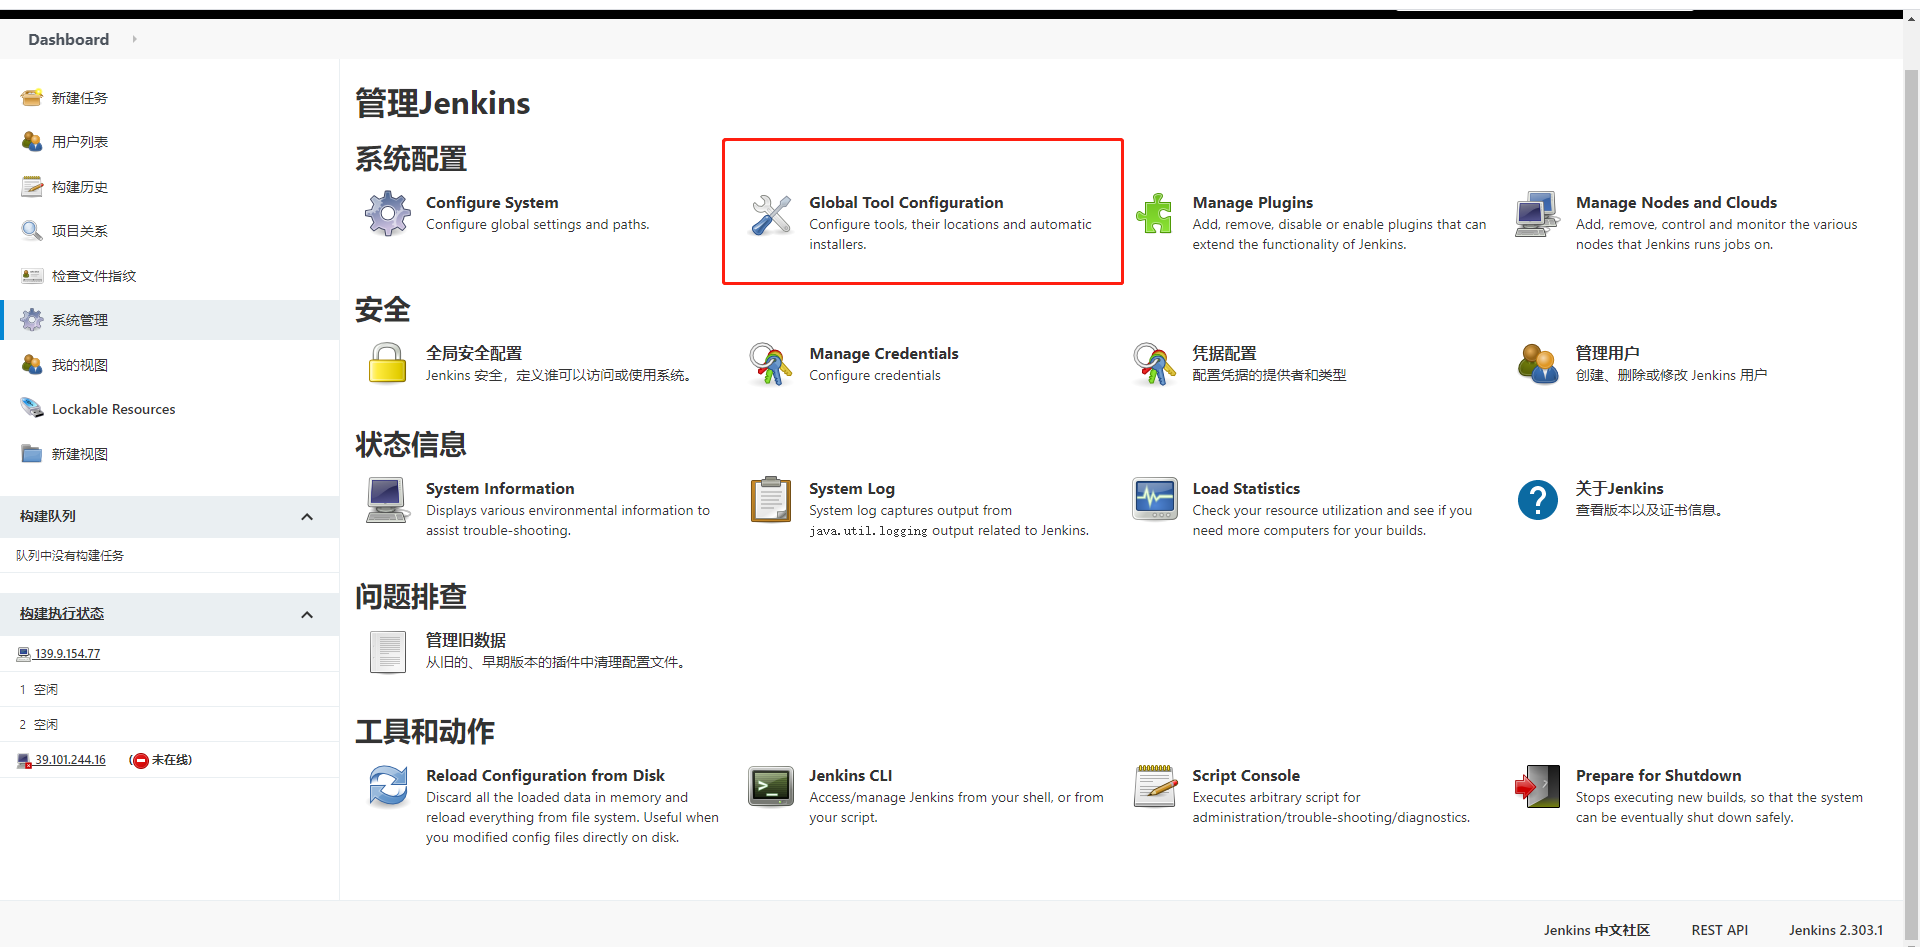 Dashboard
新建任务
用户列表
构建历史
项目关系
检查文件指纹
系统管理
我的视图
Lockable Resources
新建视图
构建队列
队列中没有构建任务
构建执行状态
139.9.154.77
1 空闲
2 空闲
39.101.244.16 (未在线)
管理Jenkins
系统配置
Configure System
Configure global settings and paths.
Global Tool Configuration
Configure tools, their locations and automatic
installers.
Manage Plugins
Add, remove, disable or enable plugins that can
extend the functionality of Jenkins.
Manage Nodes and Clouds
Add, remove, control and monitor the various
nodes that Jenkins runs jobs on.
安全
全局安全配置
Jenkins 安全，定义谁可以访问或使用系统。
Manage Credentials
Configure credentials
凭据配置
配置凭据的提供者和类型
管理用户
创建、删除或修改 Jenkins 用户
状态信息
System Information
Displays various environmental information to
assist trouble-shooting.
System Log
System log captures output from
java.util.logging output related to Jenkins.
Load Statistics
Check your resource utilization and see if you
need more computers for your builds.
关于Jenkins
查看版本以及证书信息。
问题排查
管理旧数据
从旧的、早期版本的插件中清理配置文件。
工具和动作
Reload Configuration from Disk
Discard all the loaded data in memory and
reload everything from file system. Useful when
you modified config files directly on disk.
Jenkins CLI
Access/manage Jenkins from your shell, or from
your script.
Script Console
Executes arbitrary script for
administration/trouble-shooting/diagnostics.
Prepare for Shutdown
Stops executing new builds, so that the system
can be eventually shut down safely.
Jenkins 中文社区
REST API
Jenkins 2.303.1